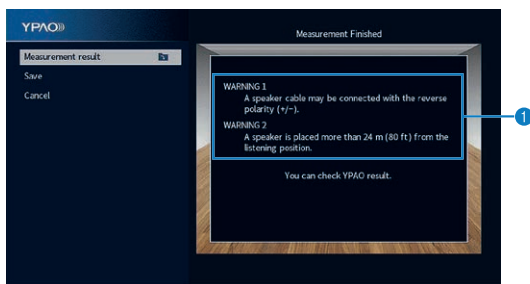 YPAO
Measurement Finished
Measurement result
Save
Cancel
WARNING 1
A speaker cable may be connected with the reverse
polarity (+/−).
WARNING 2
A speaker is placed more than 24 m (80 ft) from the
listening position.
You can check YPAO result.
1